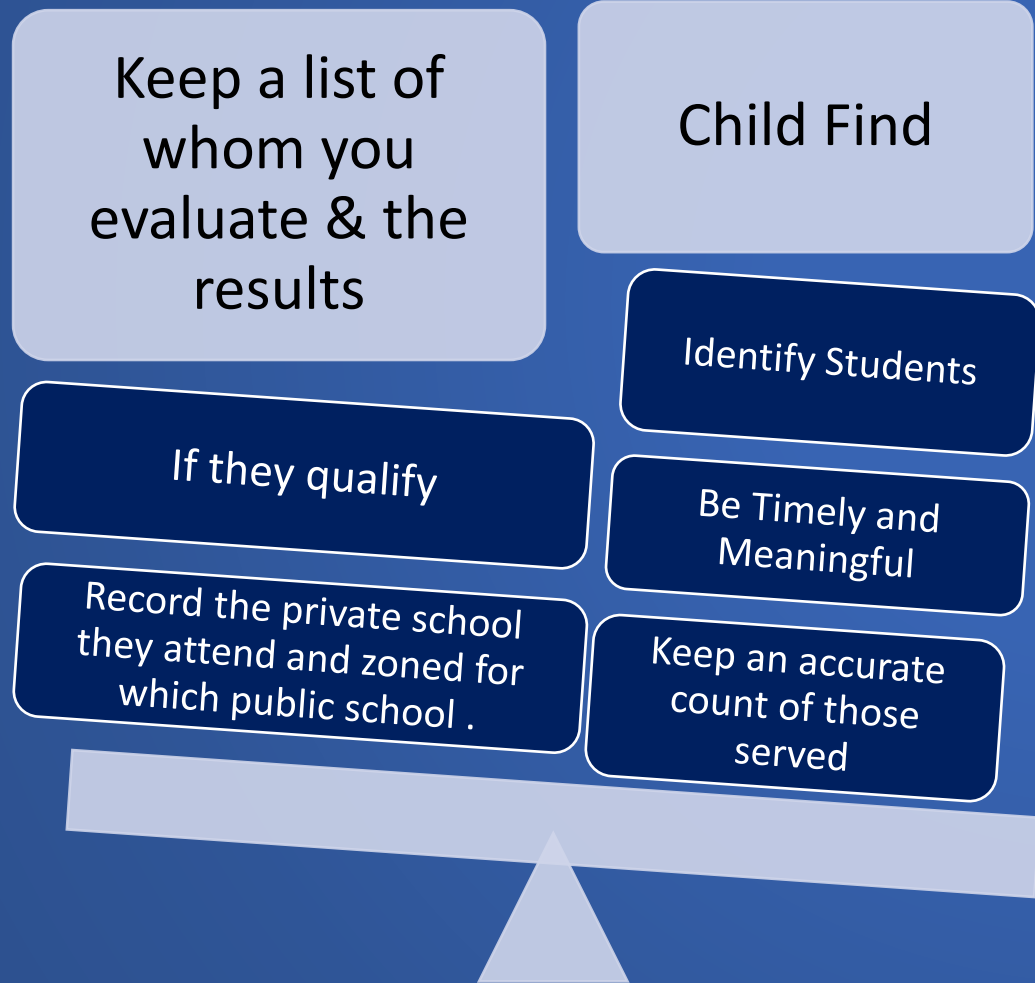 Keep a list of
whom you
evaluate & the
results
If they qualify
Record the private school
they attend and zoned for
which public school .
Child Find
Identify Students
Be Timely and
Meaningful
Keep an accurate
count of those
served